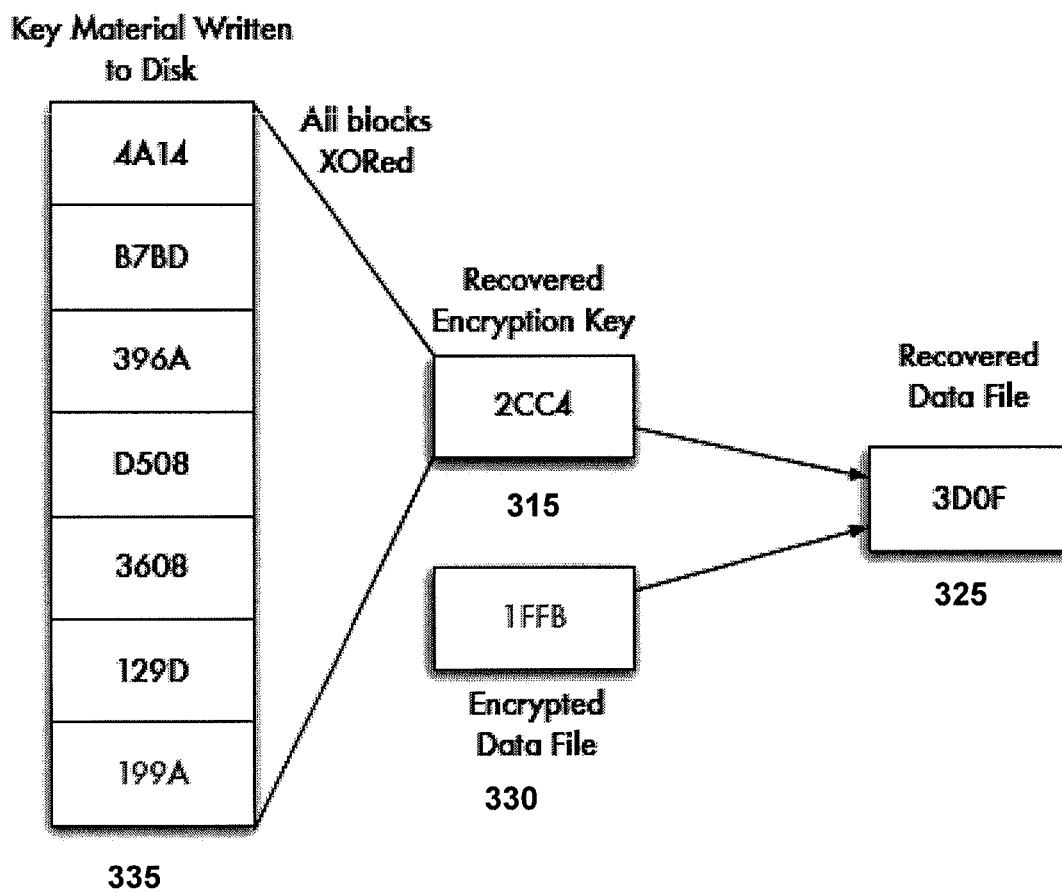 Key Material Written
to Disk
4A14
B7BD
396A
D508
3608
129D
199A
335
All blocks
XORed
Recovered
Encryption Key
2CC4
315
1FFB
Encrypted
Data File
330
Recovered
Data File
3D0F
325